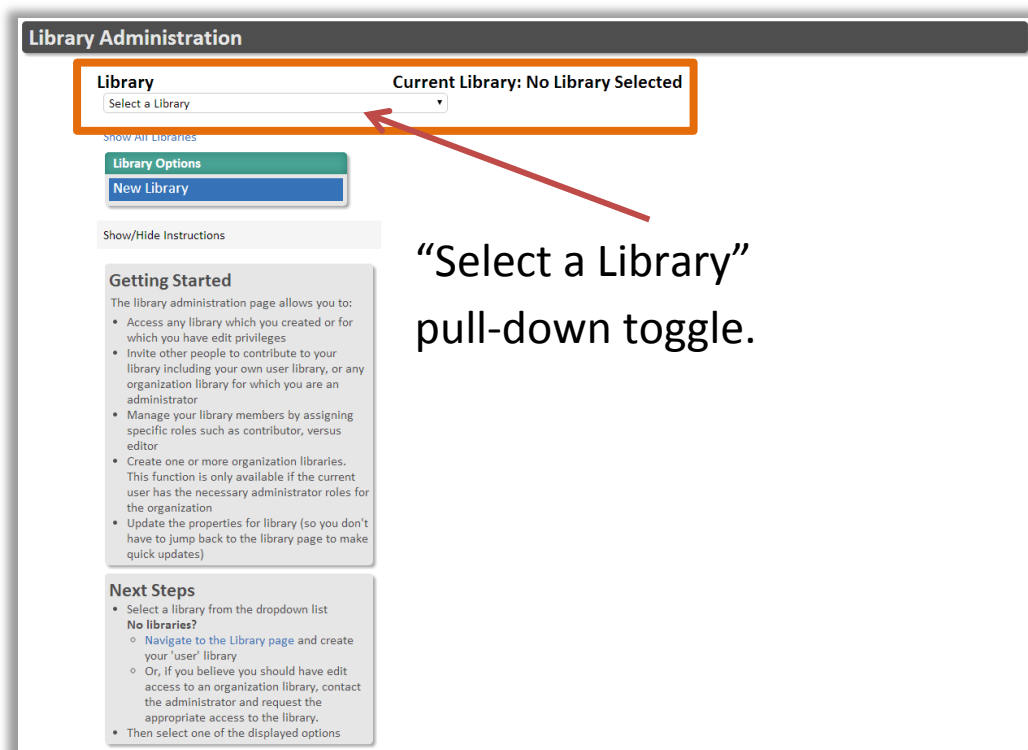 Library Administration
Library
Current Library: No Library Selected
Select a Library
Show All Libraries
Library Options
New Library
Show/Hide Instructions
“Select a Library”
pull-down toggle.
Getting Started
The library administration page allows you to:
• Access any library which you created or for
which you have edit privileges
• Invite other people to contribute to your
library including your own user library, or any
organization library for which you are an
administrator
• Manage your library members by assigning
specific roles such as contributor, versus
editor
• Create one or more organization libraries.
This function is only available if the current
user has the necessary administrator roles for
the organization
• Update the properties for library (so you don't
have to jump back to the library page to make
quick updates)
Next Steps
• Select a library from the dropdown list
No libraries?
○ Navigate to the Library page and create
your 'user' library
○ Or, if you believe you should have edit
access to an organization library, contact
the administrator and request the
appropriate access to the library.
• Then select one of the displayed options